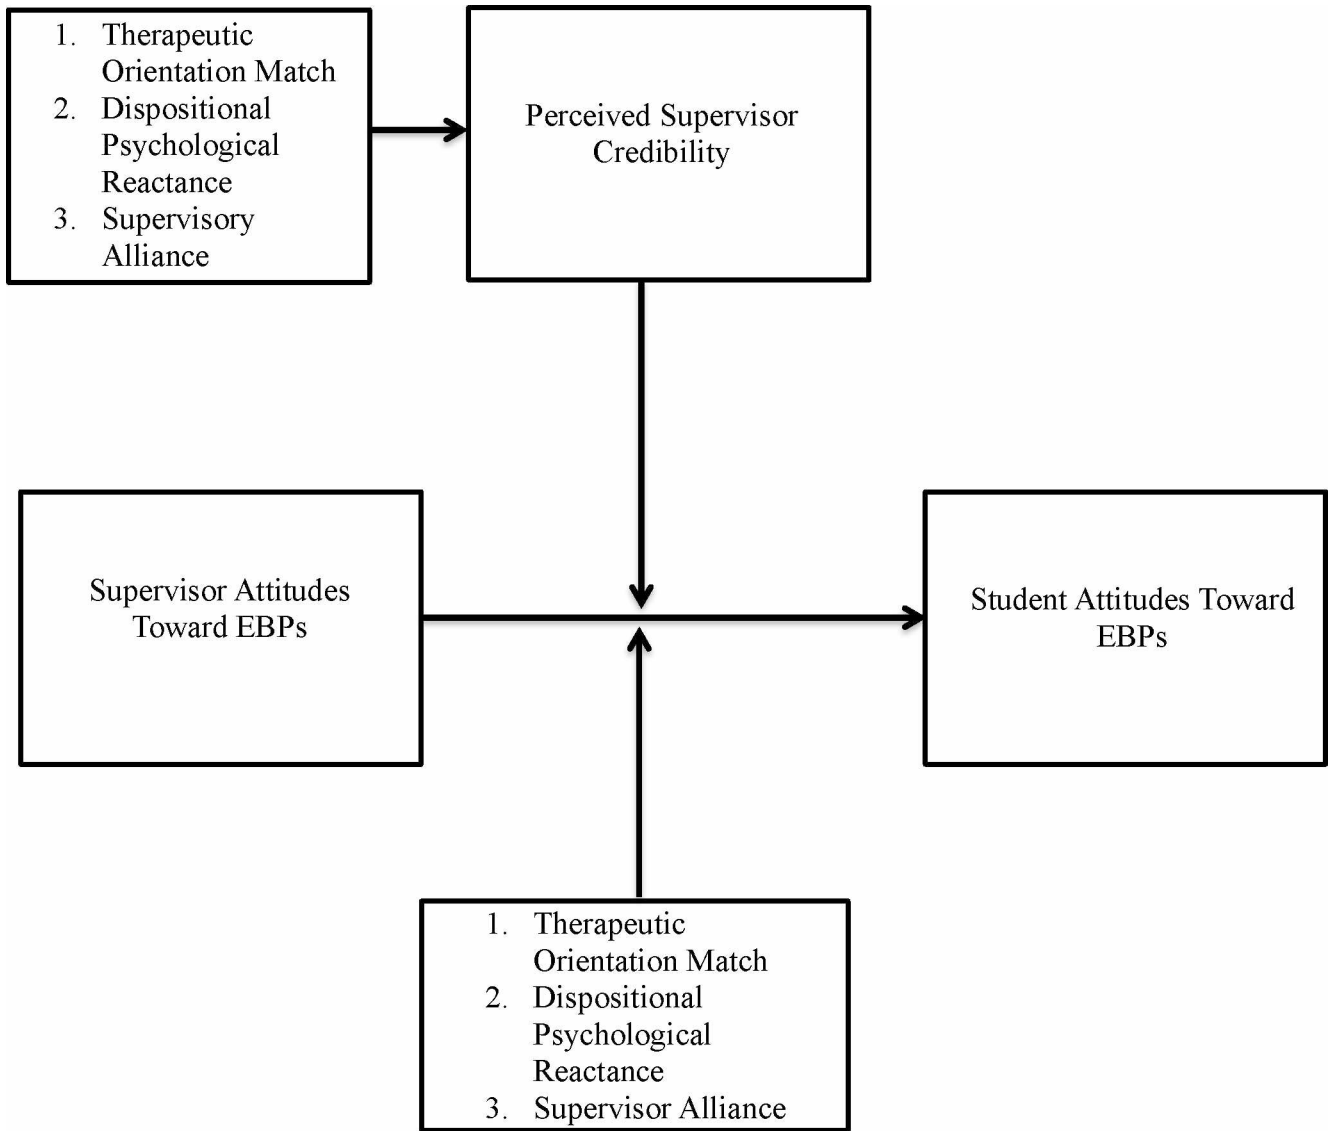 1. Therapeutic
Orientation Match
2. Dispositional
Psychological
Reactance
3. Supervisory
Alliance
Perceived Supervisor
Credibility
Supervisor Attitudes
Toward EBPs
Student Attitudes Toward
EBPs
1. Therapeutic
Orientation Match
2. Dispositional
Psychological
Reactance
3. Supervisor Alliance